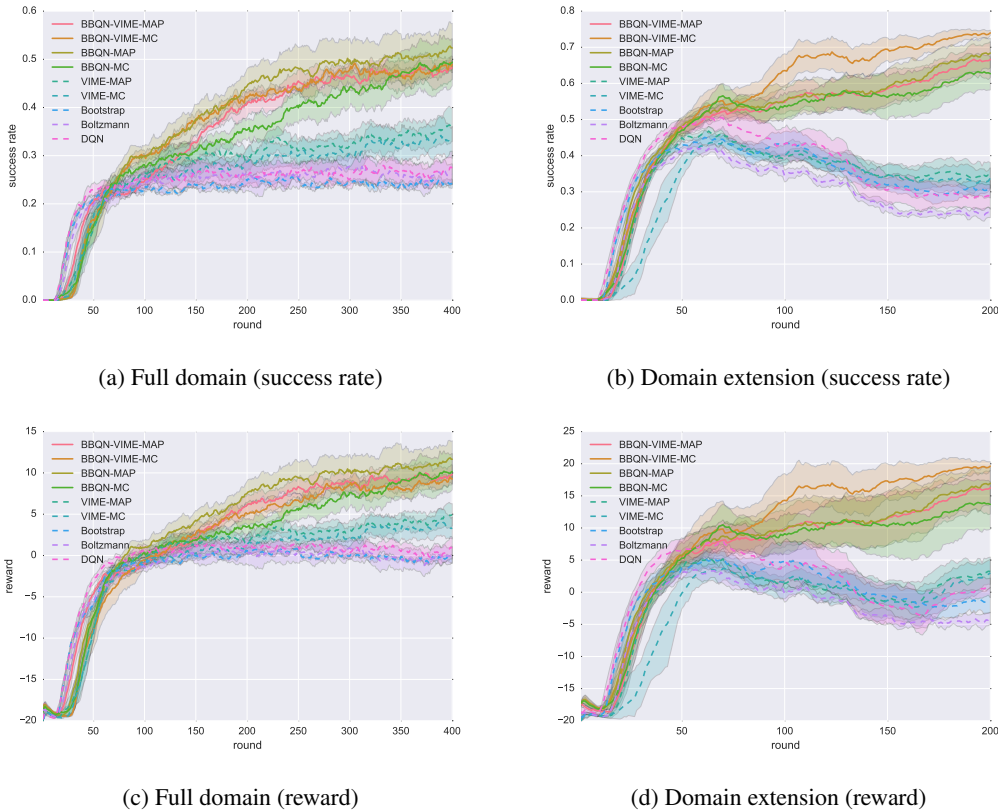 0.6
0.5
0.4
0.3
0.2
0.1
0.0
success rate
BBQN-VIME-MAP
BBQN-VIME-MC
BBQN-MAP
BBQN-MC
VIME-MAP
VIME-MC
Bootstrap
Boltzmann
DQN
50 100 150 200 250 300 350 400
round
(a) Full domain (success rate)
0.8
0.7
0.6
0.5
0.4
0.3
0.2
0.1
0.0
success rate
BBQN-VIME-MAP
BBQN-VIME-MC
BBQN-MAP
BBQN-MC
VIME-MAP
VIME-MC
Bootstrap
Boltzmann
DQN
50 100 150 200
round
(b) Domain extension (success rate)
15
10
5
0
−5
−10
−15
−20
reward
BBQN-VIME-MAP
BBQN-VIME-MC
BBQN-MAP
BBQN-MC
VIME-MAP
VIME-MC
Bootstrap
Boltzmann
DQN
50 100 150 200 250 300 350 400
round
(c) Full domain (reward)
25
20
15
10
5
0
−5
−10
−15
−20
reward
BBQN-VIME-MAP
BBQN-VIME-MC
BBQN-MAP
BBQN-MC
VIME-MAP
VIME-MC
Bootstrap
Boltzmann
DQN
50 100 150 200
round
(d) Domain extension (reward)